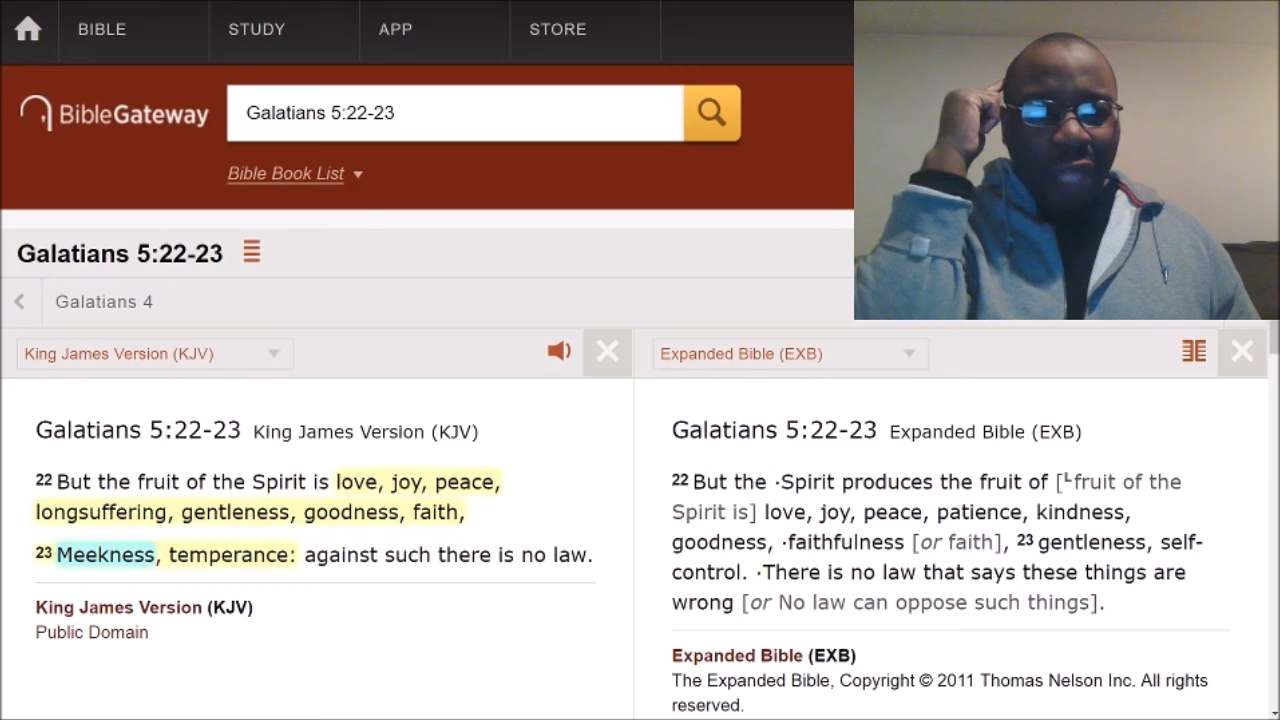 BIBLE STUDY APP STORE
BibleGateway
Galatians 5:22-23
Bible Book List
Galatians 5:22-23
Galatians 4
King James Version (KJV)
Galatians 5:22-23 King James Version (KJV)
22 But the fruit of the Spirit is love, joy, peace,
longsuffering, gentleness, goodness, faith,
23 Meekness, temperance: against such there is no law.
King James Version (KJV)
Public Domain
Expanded Bible (EXB)
Galatians 5:22-23 Expanded Bible (EXB)
22 But the ·Spirit produces the fruit of [L fruit of the
Spirit is] love, joy, peace, patience, kindness,
goodness, ·faithfulness [or faith], 23 gentleness, self-
control. ·There is no law that says these things are
wrong [or No law can oppose such things].
Expanded Bible (EXB)
The Expanded Bible, Copyright © 2011 Thomas Nelson Inc. All rights
reserved.